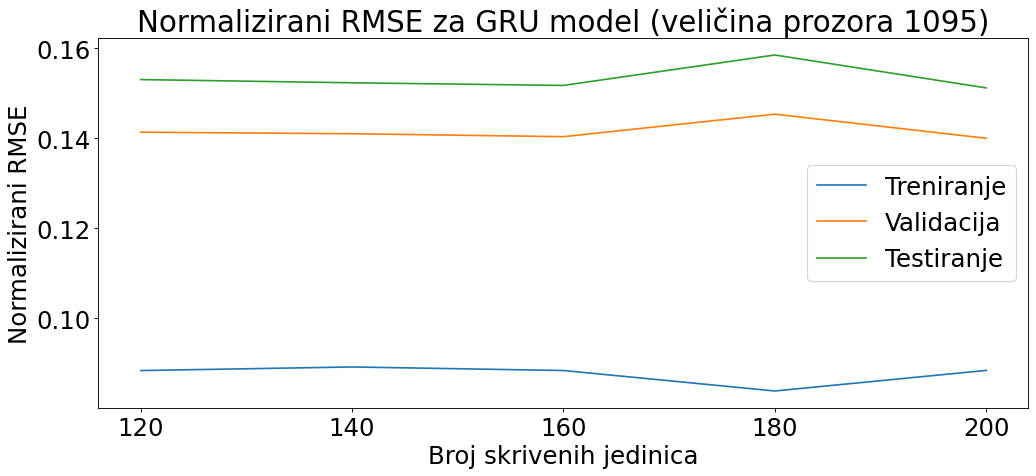 Normalizirani RMSE za GRU model (veličina prozora 1095)
Normalizirani RMSE
0.16
0.14
0.12
0.10
Treniranje
Validacija
Testiranje
120 140 160 180 200
Broj skrivenih jedinica